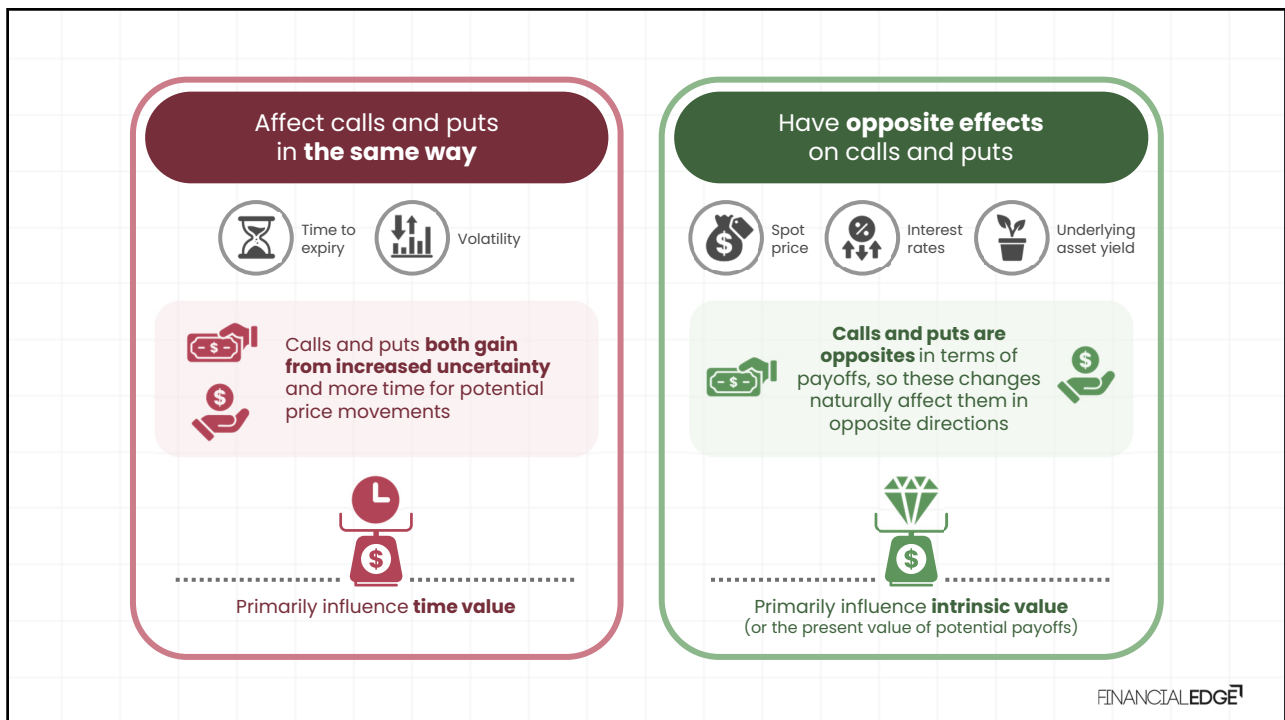 Affect calls and puts
in the same way
Time to
expiry
Volatility
Calls and puts both gain
from increased uncertainty
and more time for potential
price movements
Primarily influence time value
Have opposite effects
on calls and puts
Spot
price
Interest
rates
Underlying
asset yield
Calls and puts are
opposites in terms of
payoff, so these changes
naturally affect them in
opposite directions
Primarily influence intrinsic value
(or the present value of potential payoffs)
FINANCIALEDGE